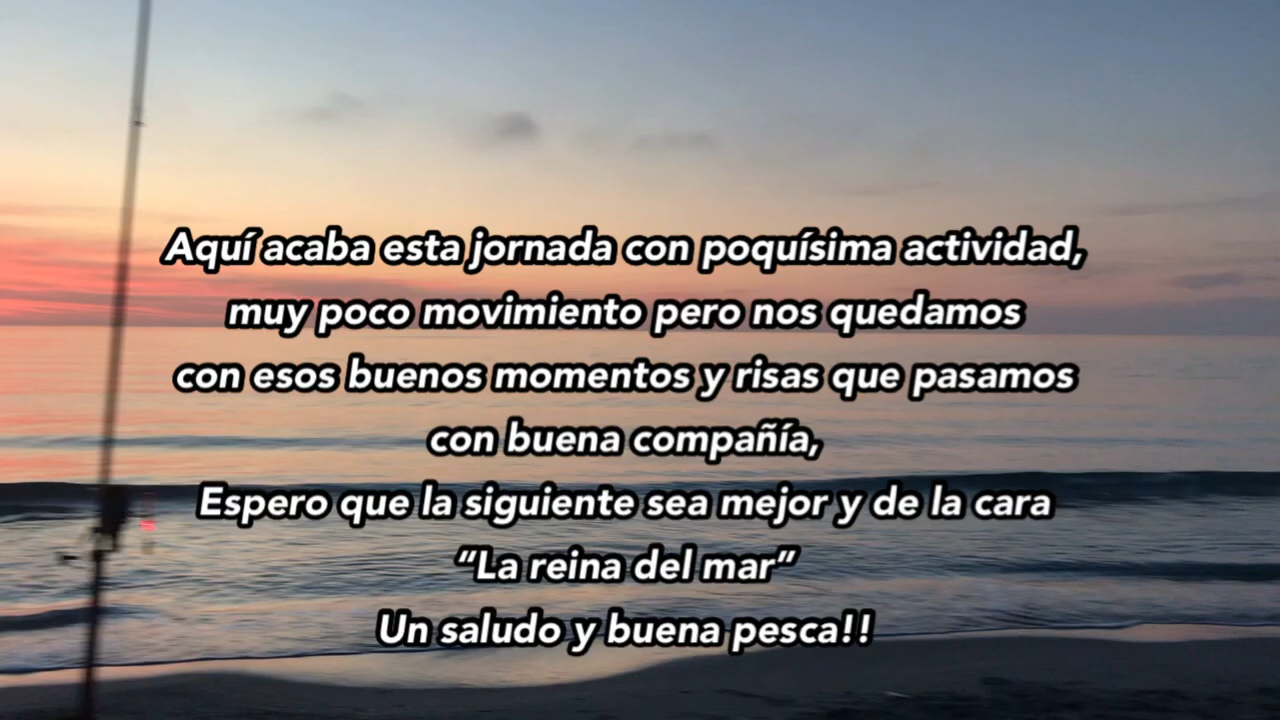 Aquí acaba esta jornada con poquísima actividad,
muy poco movimiento pero nos quedamos
con esos buenos momentos y risas que pasamos
con buena compañía,
Espero que la siguiente sea mejor y de la cara
“La reina del mar”
Un saludo y buena pesca!!